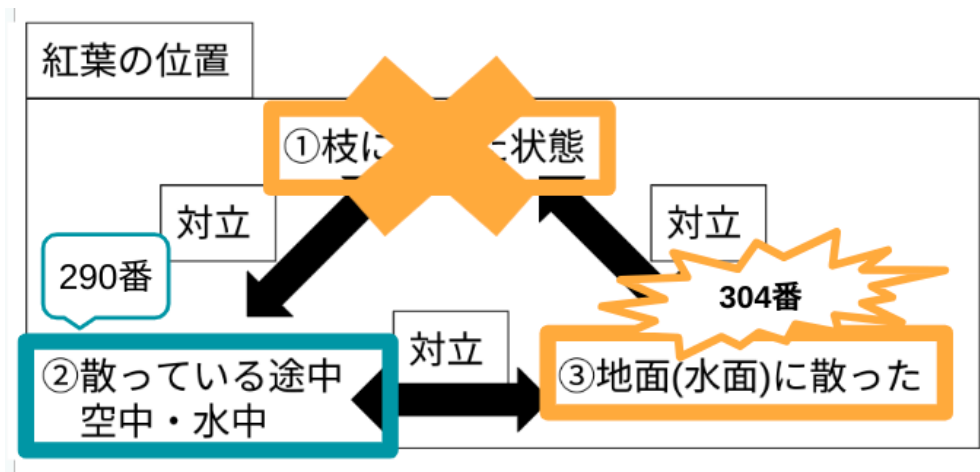 紅葉の位置
①枝に
状態
対立
対立
290番
304番
対立
②散っている途中
空中・水中
③地面(水面)に散った